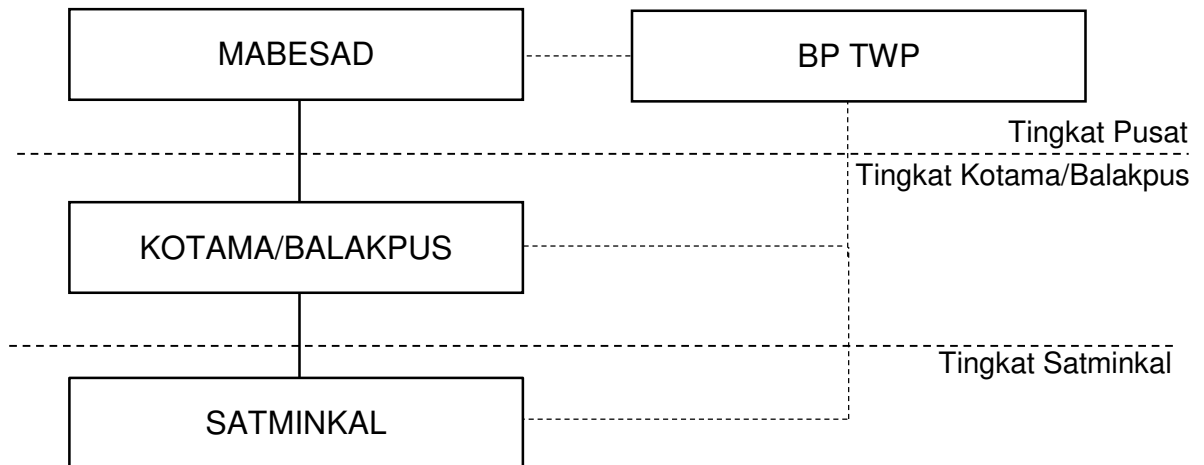 MABESAD
BP TWP
Tingkat Pusat
Tingkat Kotama/Balakpus
KOTAMA/BALAKPUS
Tingkat Satminkal
SATMINKAL